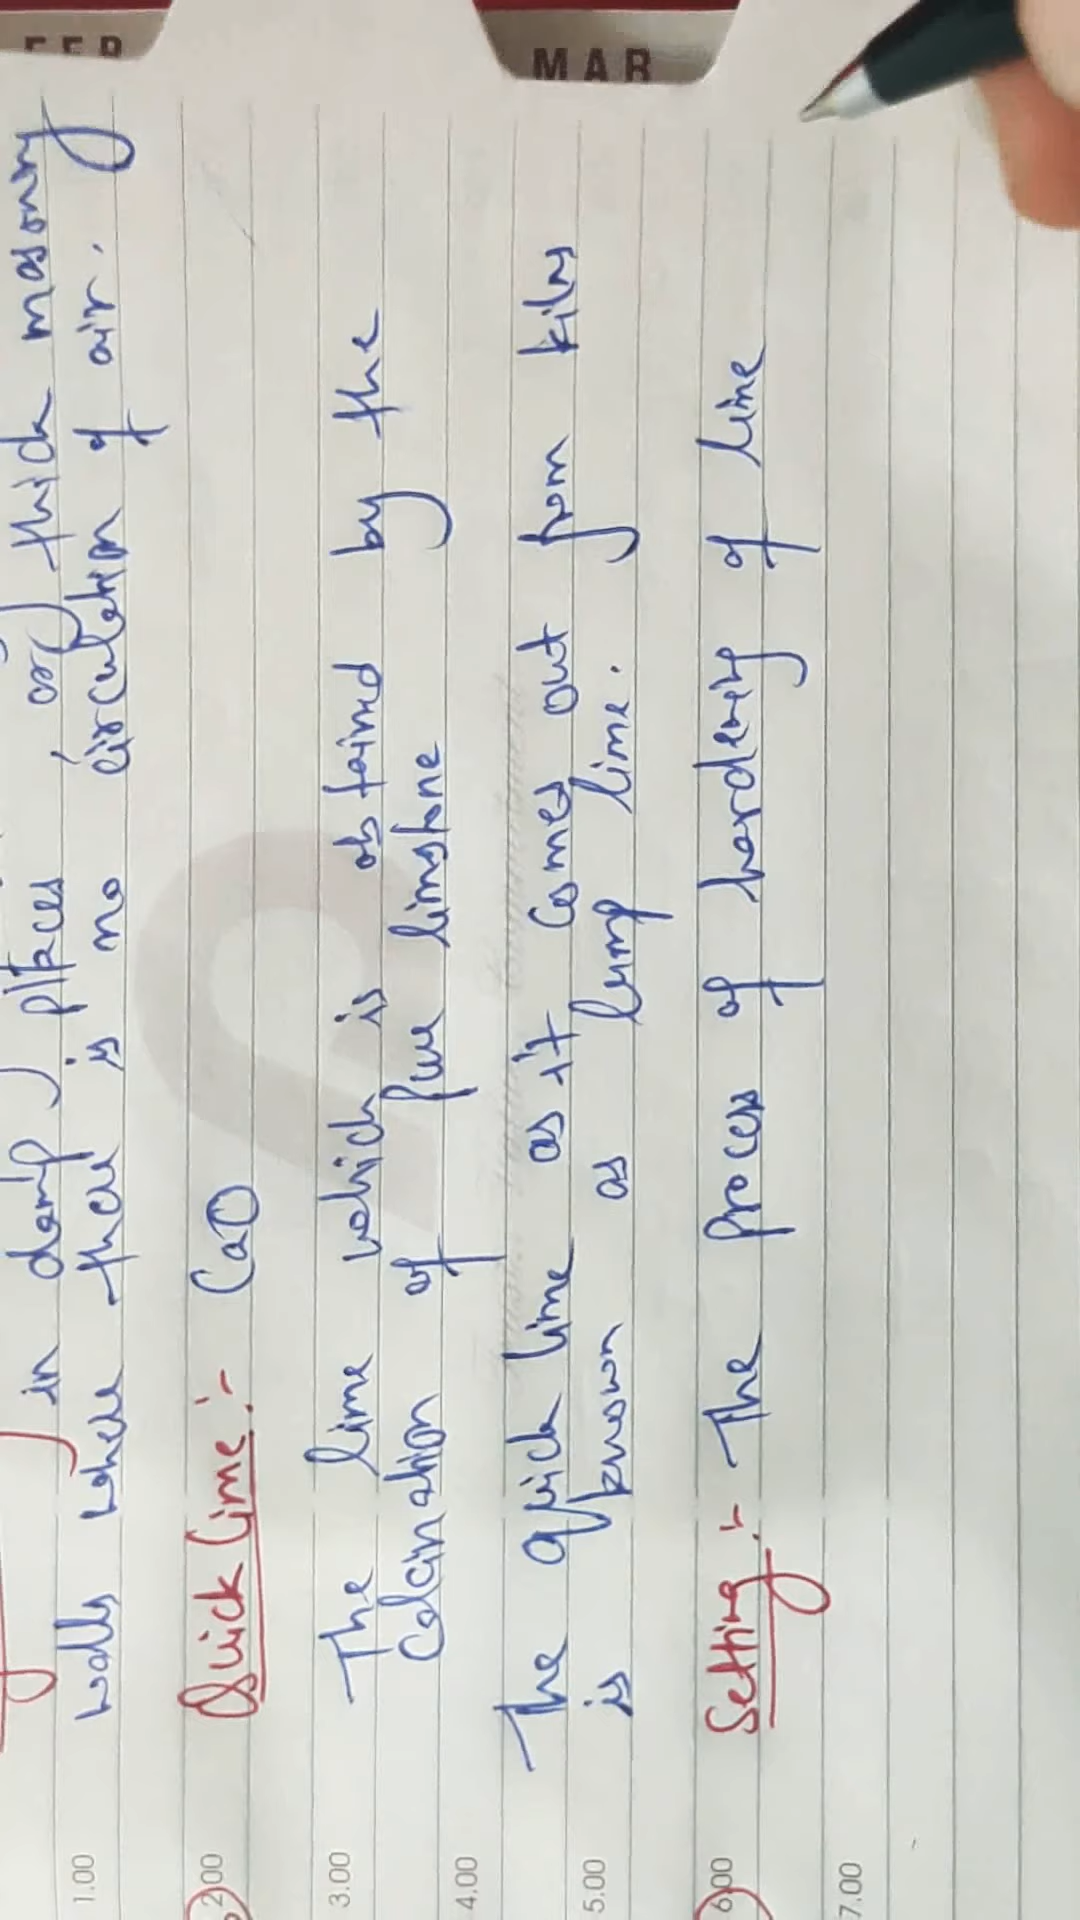 FEB
MAR
in damp places, or thick masonry
1.00 walls where there is no circulation of air.
2.00 Quick lime:- CaO
3.00 The lime which is obtained by the
4.00 Calcination of pure limstone
The quick lime as it comes out from kilns
5.00 is known as lump lime.
6.00 Setting:- The process of hardening of lime
7.00